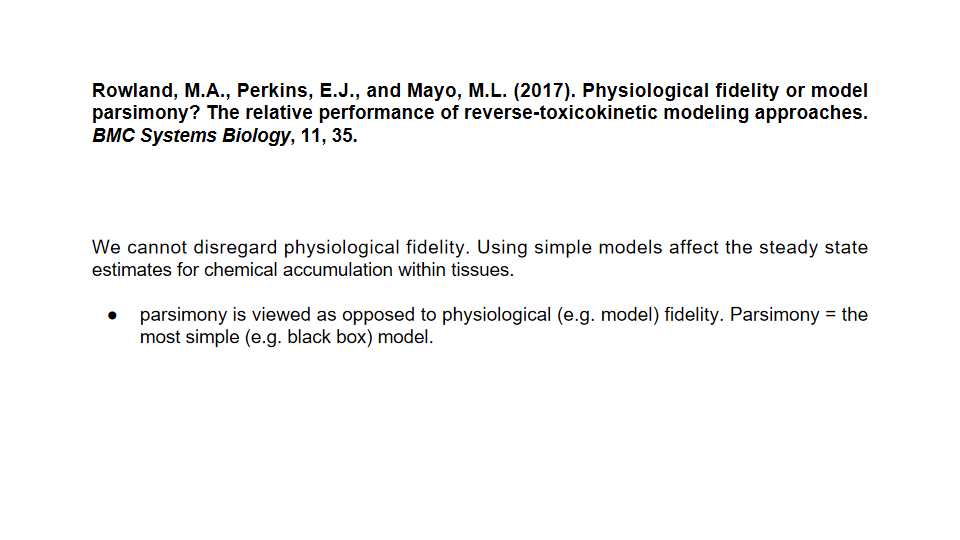 Rowland, M.A., Perkins, E.J., and Mayo, M.L. (2017). Physiological fidelity or model
parsimony? The relative performance of reverse-toxicokinetic modeling approaches.
BMC Systems Biology, 11, 35.
We cannot disregard physiological fidelity. Using simple models affect the steady state
estimates for chemical accumulation within tissues.
● parsimony is viewed as opposed to physiological (e.g. model) fidelity. Parsimony = the
most simple (e.g. black box) model.